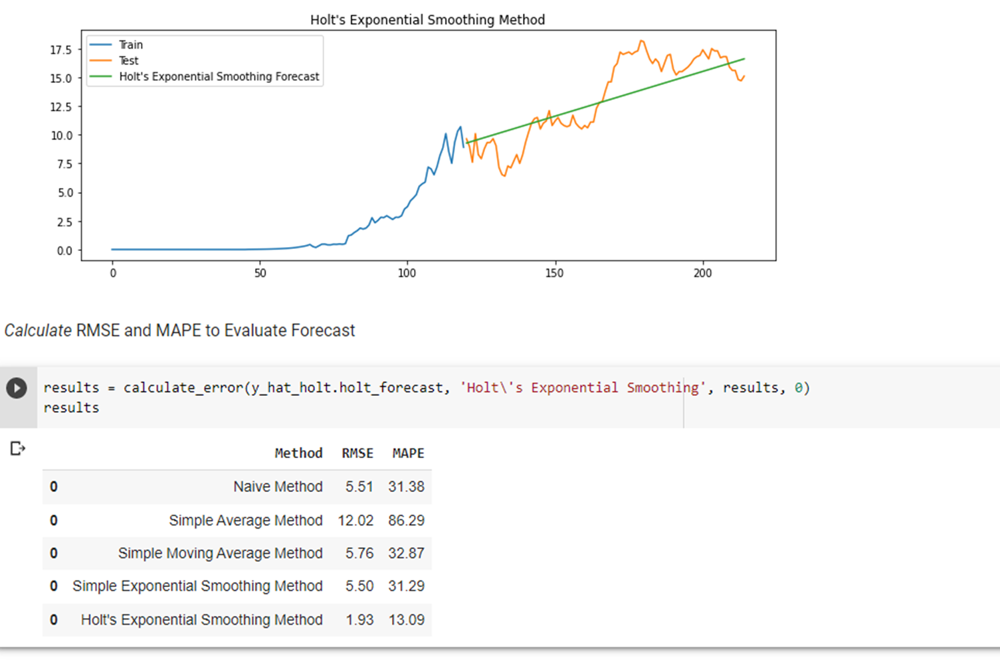 Holt's Exponential Smoothing Method
Train
Test
Holt's Exponential Smoothing Forecast
17.5
15.0
12.5
10.0
7.5
5.0
2.5
0.0
0 50 100 150 200
Calculate RMSE and MAPE to Evaluate Forecast
results = calculate_error(y_hat_holt.holt_forecast, 'Holt\'s Exponential Smoothing', results, 0)
results
Method RMSE MAPE
0 Naive Method 5.51 31.38
0 Simple Average Method 12.02 86.29
0 Simple Moving Average Method 5.76 32.87
0 Simple Exponential Smoothing Method 5.50 31.29
0 Holt's Exponential Smoothing Method 1.93 13.09